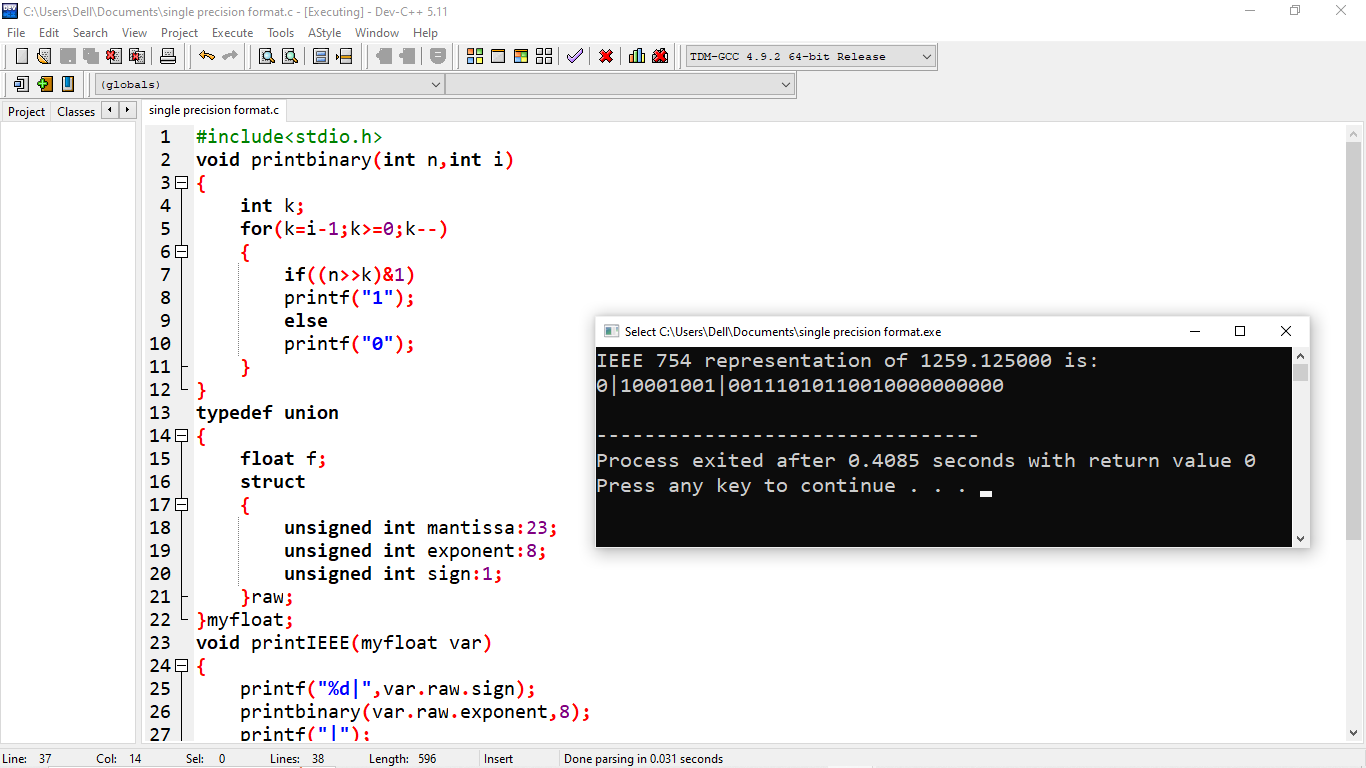 C:\Users\Dell\Documents\single precision format.c - [Executing] - Dev-C++ 5.11
File Edit Search View Project Execute Tools AStyle Window Help
TDM-GCC 4.9.2 64-bit Release
(globals)
Project Classes single precision format.c
1 #include<stdio.h>
2 void printbinary(int n,int i)
3 {
4 int k;
5 for(k=i-1;k>=0;k--)
6 {
7 if((n>>k)&1)
8 printf("1");
9 else
10 printf("0");
11 }
12 }
13 typedef union
14 {
15 float f;
16 struct
17 {
18 unsigned int mantissa:23;
19 unsigned int exponent:8;
20 unsigned int sign:1;
21 }raw;
22 }myfloat;
23 void printIEEE(myfloat var)
24 {
25 printf("%d|",var.raw.sign);
26 printbinary(var.raw.exponent,8);
27 printf("|");
Select C:\Users\Dell\Documents\single precision format.exe
IEEE 754 representation of 1259.125000 is:
0|10001001|00111010110010000000000
--------------------------------
Process exited after 0.4085 seconds with return value 0
Press any key to continue . . .
Line: 37 Col: 14 Sel: 0 Lines: 38 Length: 596 Insert Done parsing in 0.031 seconds